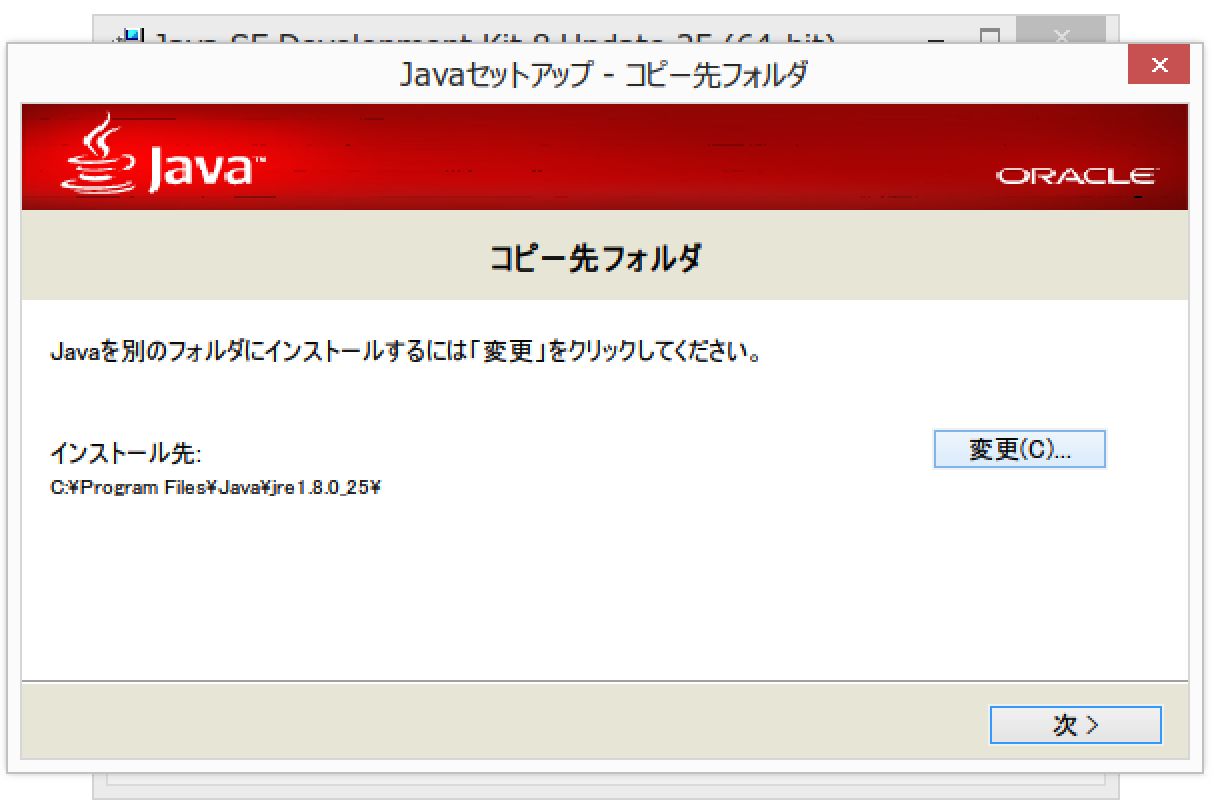 Java SE Development Kit 8 Update 25 (64-bit)
Javaセットアップ - コピー先フォルダ
Java™
ORACLE
コピー先フォルダ
Javaを別のフォルダにインストールするには「変更」をクリックしてください。
インストール先:
変更(C)...
C:¥Program Files¥Java¥jre1.8.0_25¥
次 >